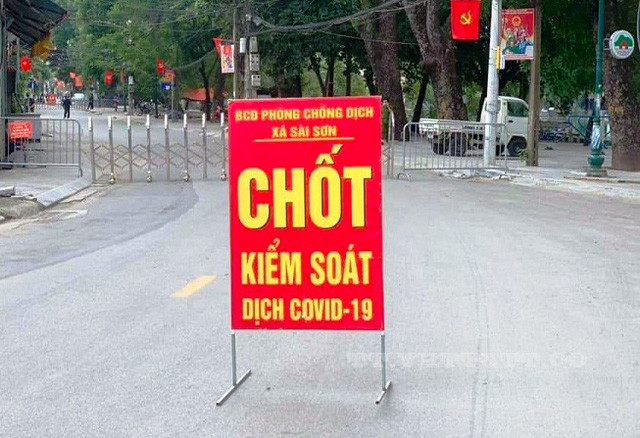 BCĐ PHÒNG CHỐNG DỊCH
XÃ SÀI SƠN
CHỐT
KIỂM SOÁT
DỊCH COVID-19